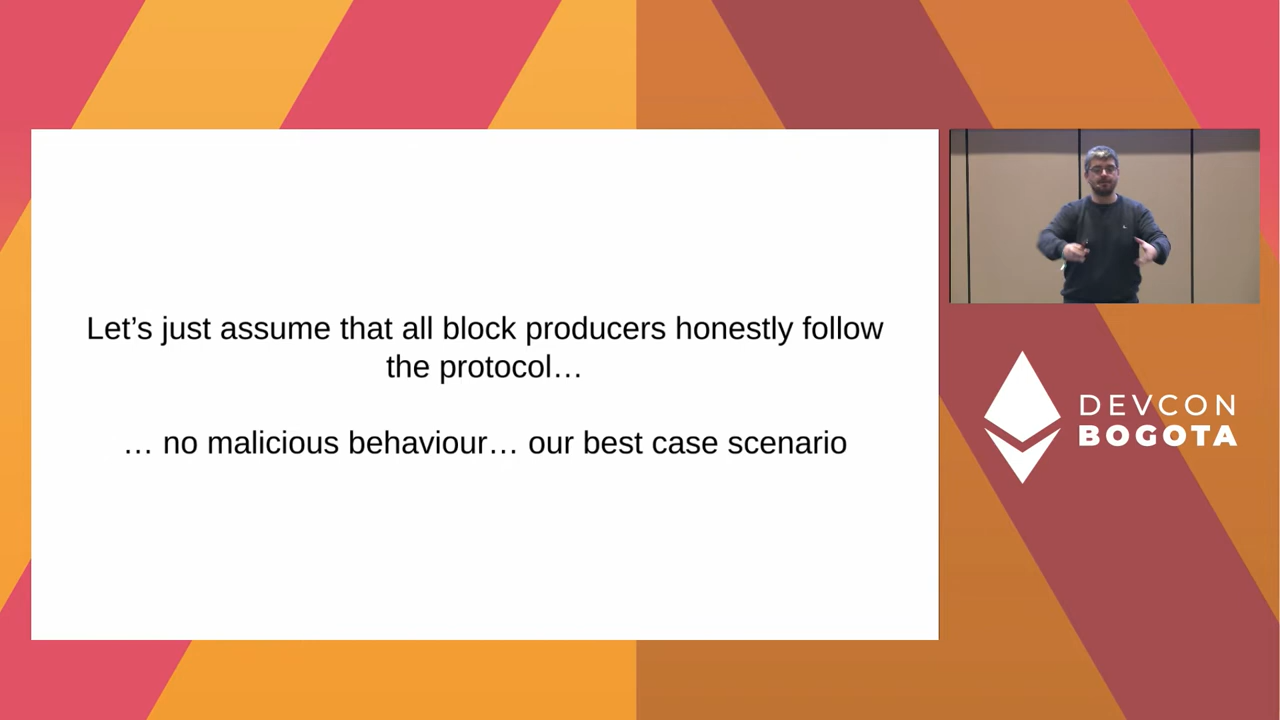 Let’s just assume that all block producers honestly follow
the protocol…
… no malicious behaviour… our best case scenario
DEVCON
BOGOTA